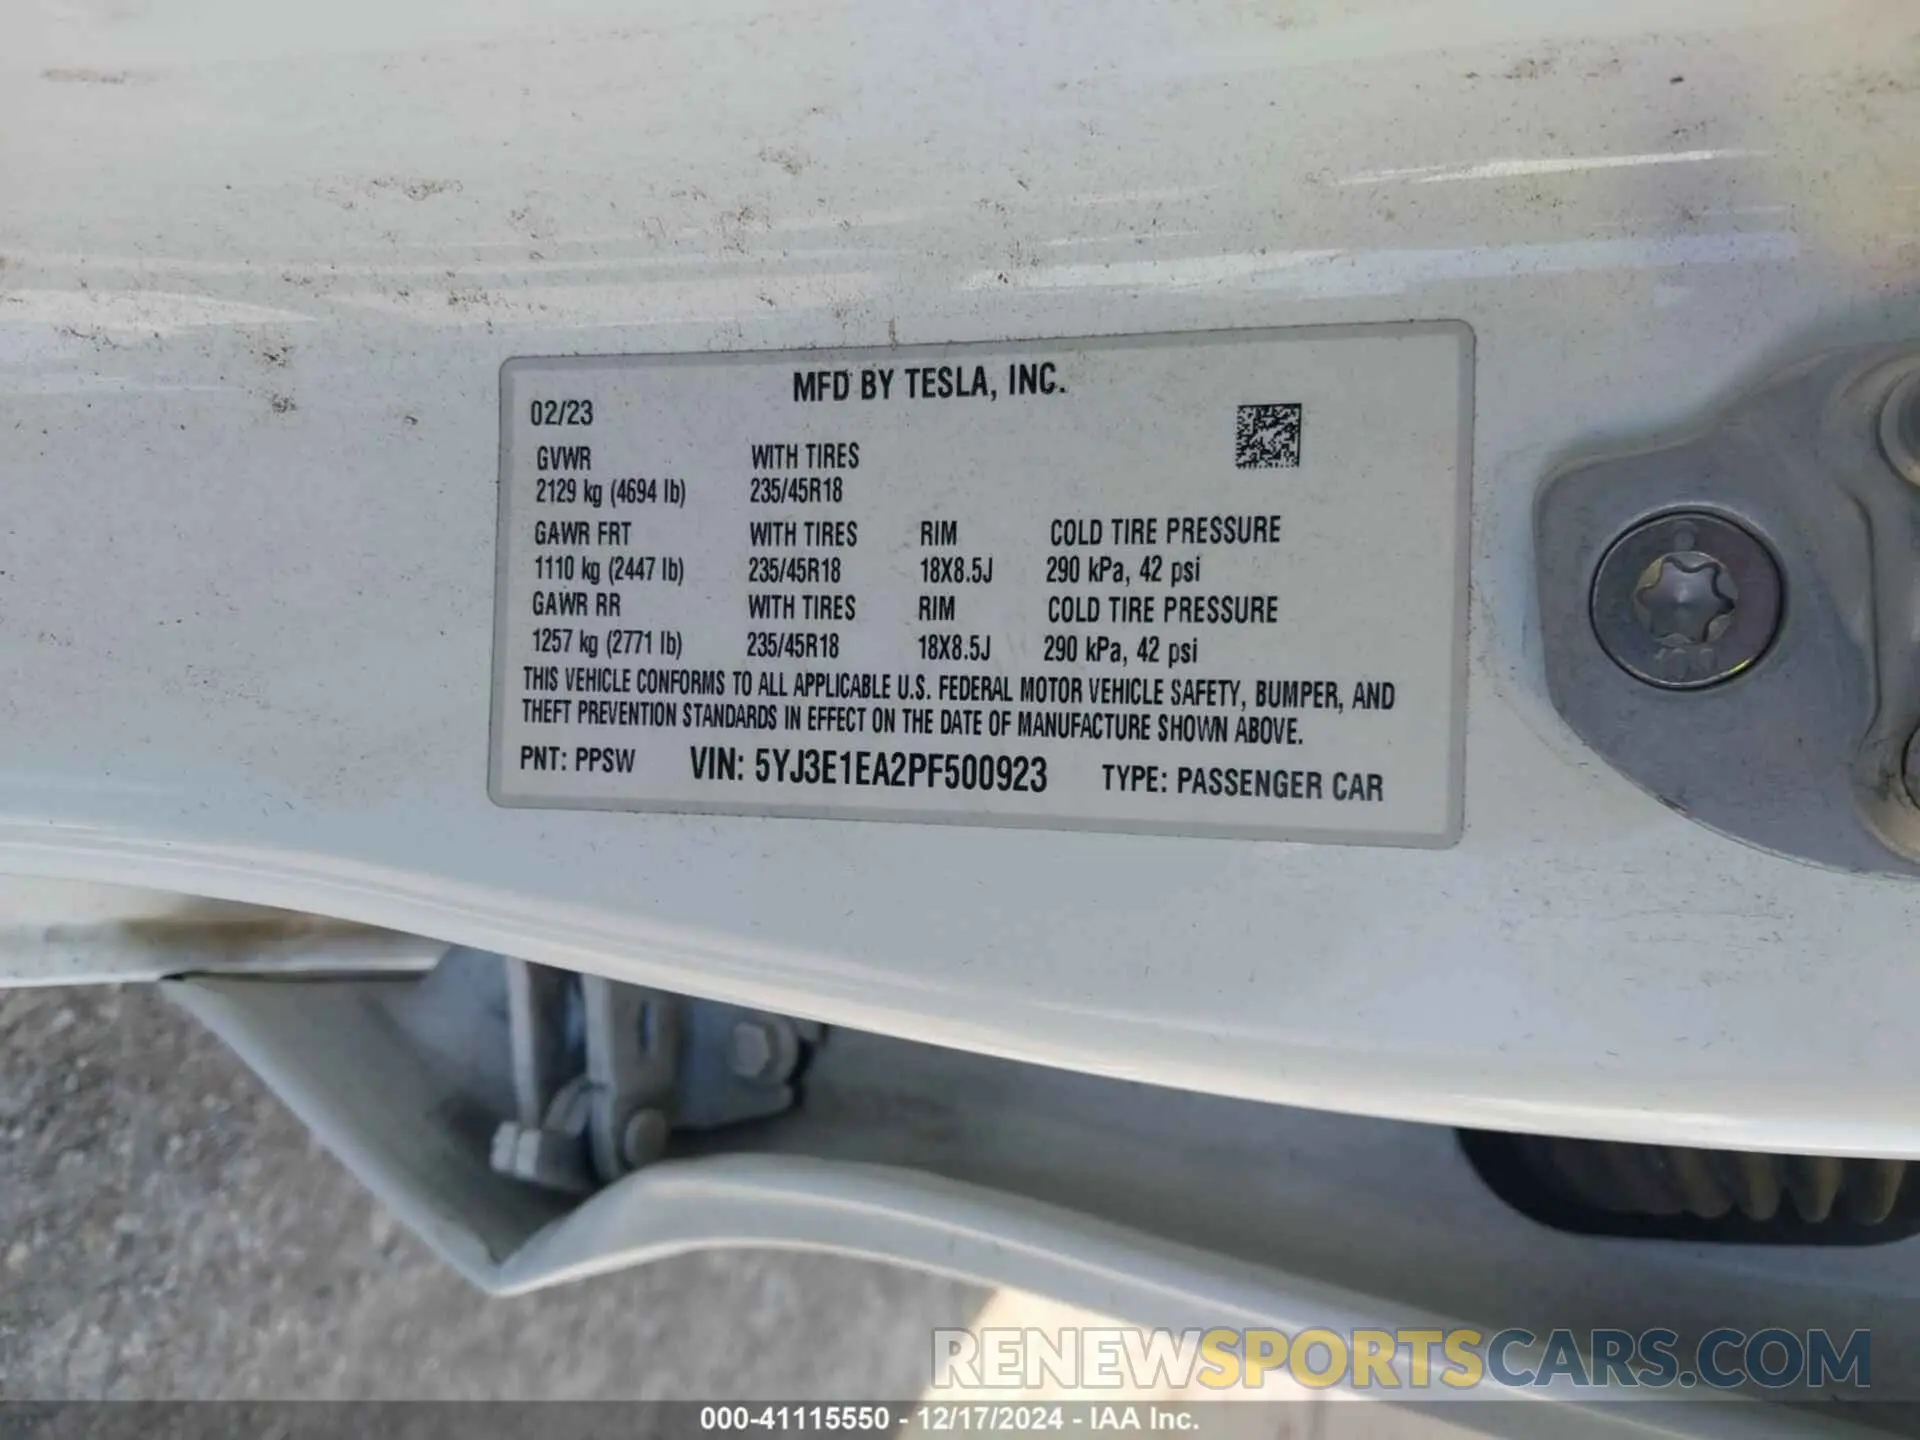 MFD BY TESLA, INC.
02/23
GVWR WITH TIRES
2129 kg (4694 lb) 235/45R18
GAWR FRT WITH TIRES RIM COLD TIRE PRESSURE
1110 kg (2447 lb) 235/45R18 18X8.5J 290 kPa, 42 psi
GAWR RR WITH TIRES RIM COLD TIRE PRESSURE
1257 kg (2771 lb) 235/45R18 18X8.5J 290 kPa, 42 psi
THIS VEHICLE CONFORMS TO ALL APPLICABLE U.S. FEDERAL MOTOR VEHICLE SAFETY, BUMPER, AND
THEFT PREVENTION STANDARDS IN EFFECT ON THE DATE OF MANUFACTURE SHOWN ABOVE.
PNT: PPSW VIN: 5YJ3E1EA2PF500923 TYPE: PASSENGER CAR
RENEWSPORTSCARS.COM
000-41115550 - 12/17/2024 - IAA Inc.